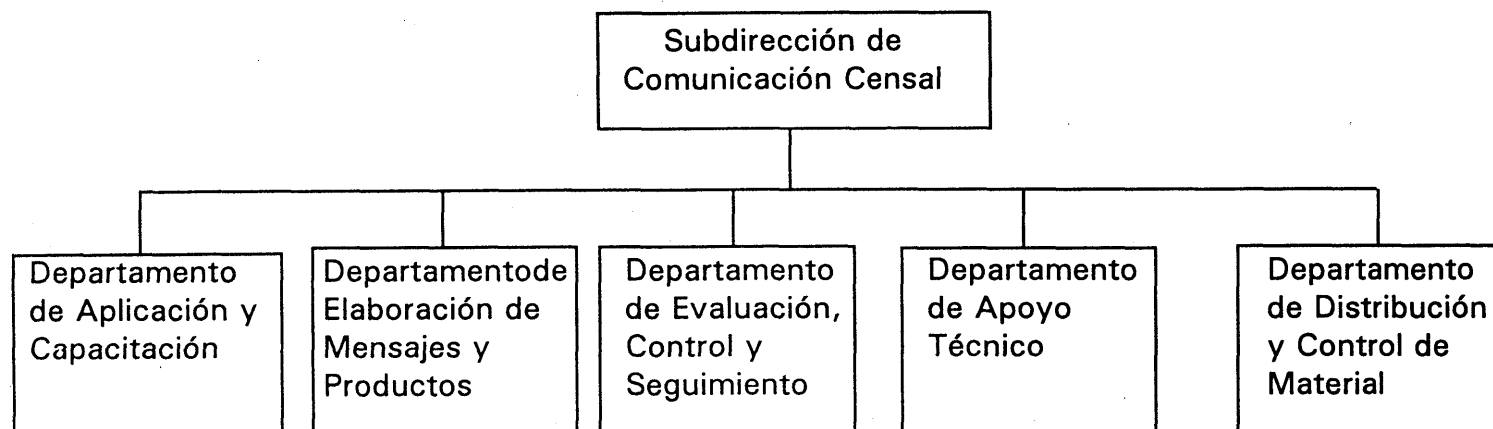 Subdirección de
Comunicación Censal
Departamento
de Aplicación y
Capacitación
Departamentode
Elaboración de
Mensajes y
Productos
Departamento
de Evaluación,
Control y
Seguimiento
Departamento
de Apoyo
Técnico
Departamento
de Distribución
y Control de
Material